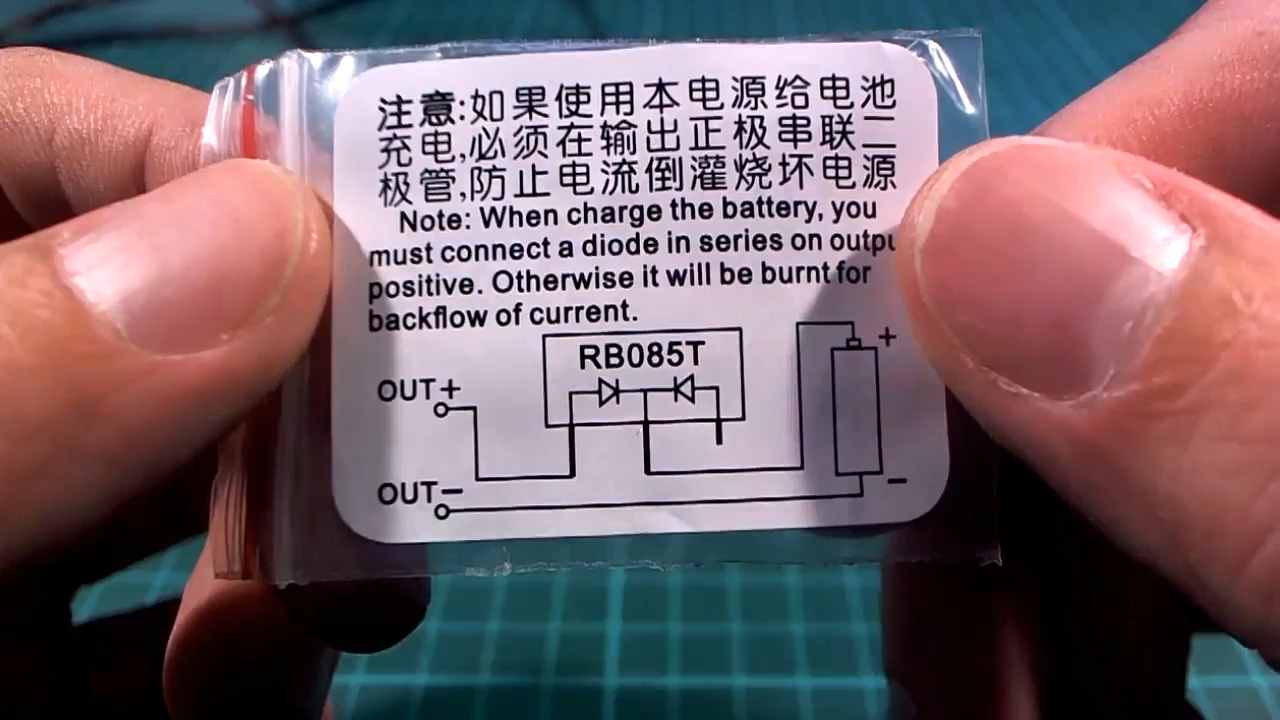 注意:如果使用本电源给电池
充电,必须在输出正极串联二
极管,防止电流倒灌烧坏电源
Note: When charge the battery, you
must connect a diode in series on outpu
positive. Otherwise it will be burnt for
backflow of current.
RB085T
OUT+
+
OUT−
−